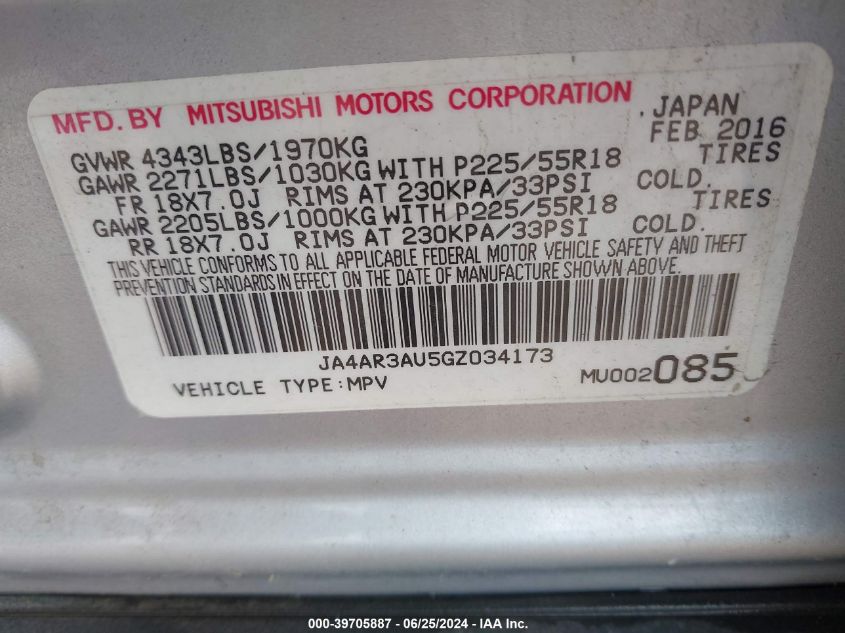 MFD. BY MITSUBISHI MOTORS CORPORATION . JAPAN
FEB 2016
GVWR 4343LBS/1970KG
GAWR 2271LBS/1030KG WITH P225/55R18 TIRES
FR 18X7.0J RIMS AT 230KPA/33PSI COLD.
GAWR 2205LBS/1000KG WITH P225/55R18 TIRES
RR 18X7.0J RIMS AT 230KPA/33PSI COLD.
THIS VEHICLE CONFORMS TO ALL APPLICABLE FEDERAL MOTOR VEHICLE SAFETY AND THEFT
PREVENTION STANDARDS IN EFFECT ON THE DATE OF MANUFACTURE SHOWN ABOVE.
JA4AR3AU5GZ034173
VEHICLE TYPE:MPV MU002085
000-39705887 / 06/25/2024 - © IAA Inc.